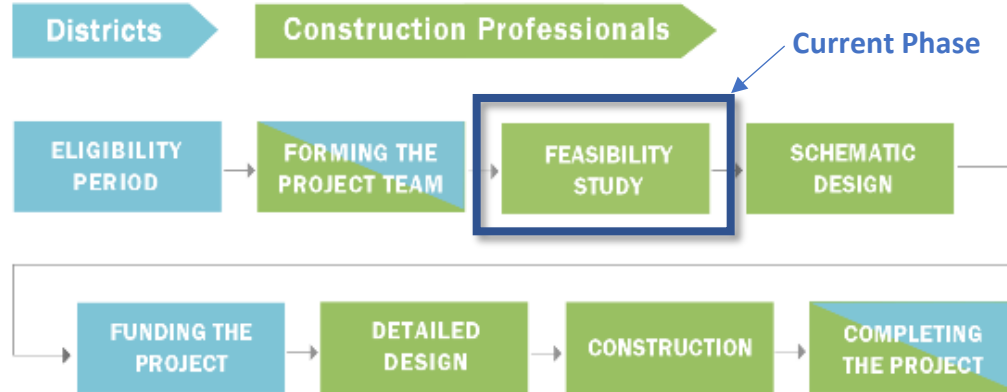 Districts
Construction Professionals
Current Phase
ELIGIBILITY
PERIOD
FORMING THE
PROJECT TEAM
FEASIBILITY
STUDY
SCHEMATIC
DESIGN
FUNDING THE
PROJECT
DETAILED
DESIGN
CONSTRUCTION
COMPLETING
THE PROJECT